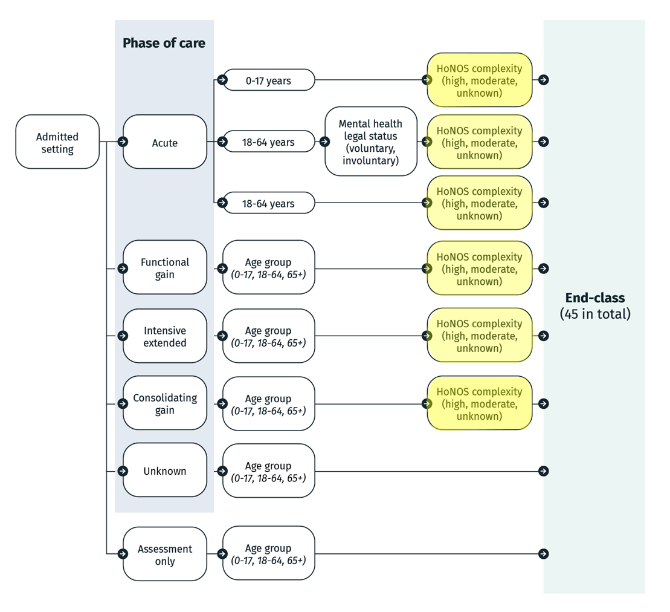 Phase of care
0-17 years
HoNOS complexity
(high, moderate,
unknown)
Admitted
setting
Acute
18-64 years
Mental health
legal status
(voluntary,
involuntary)
HoNOS complexity
(high, moderate,
unknown)
18-64 years
HoNOS complexity
(high, moderate,
unknown)
Functional
gain
Age group
(0-17, 18-64, 65+)
HoNOS complexity
(high, moderate,
unknown)
End-class
(45 in total)
Intensive
extended
Age group
(0-17, 18-64, 65+)
HoNOS complexity
(high, moderate,
unknown)
Consolidating
gain
Age group
(0-17, 18-64, 65+)
HoNOS complexity
(high, moderate,
unknown)
Unknown
Age group
(0-17, 18-64, 65+)
Assessment
only
Age group
(0-17, 18-64, 65+)